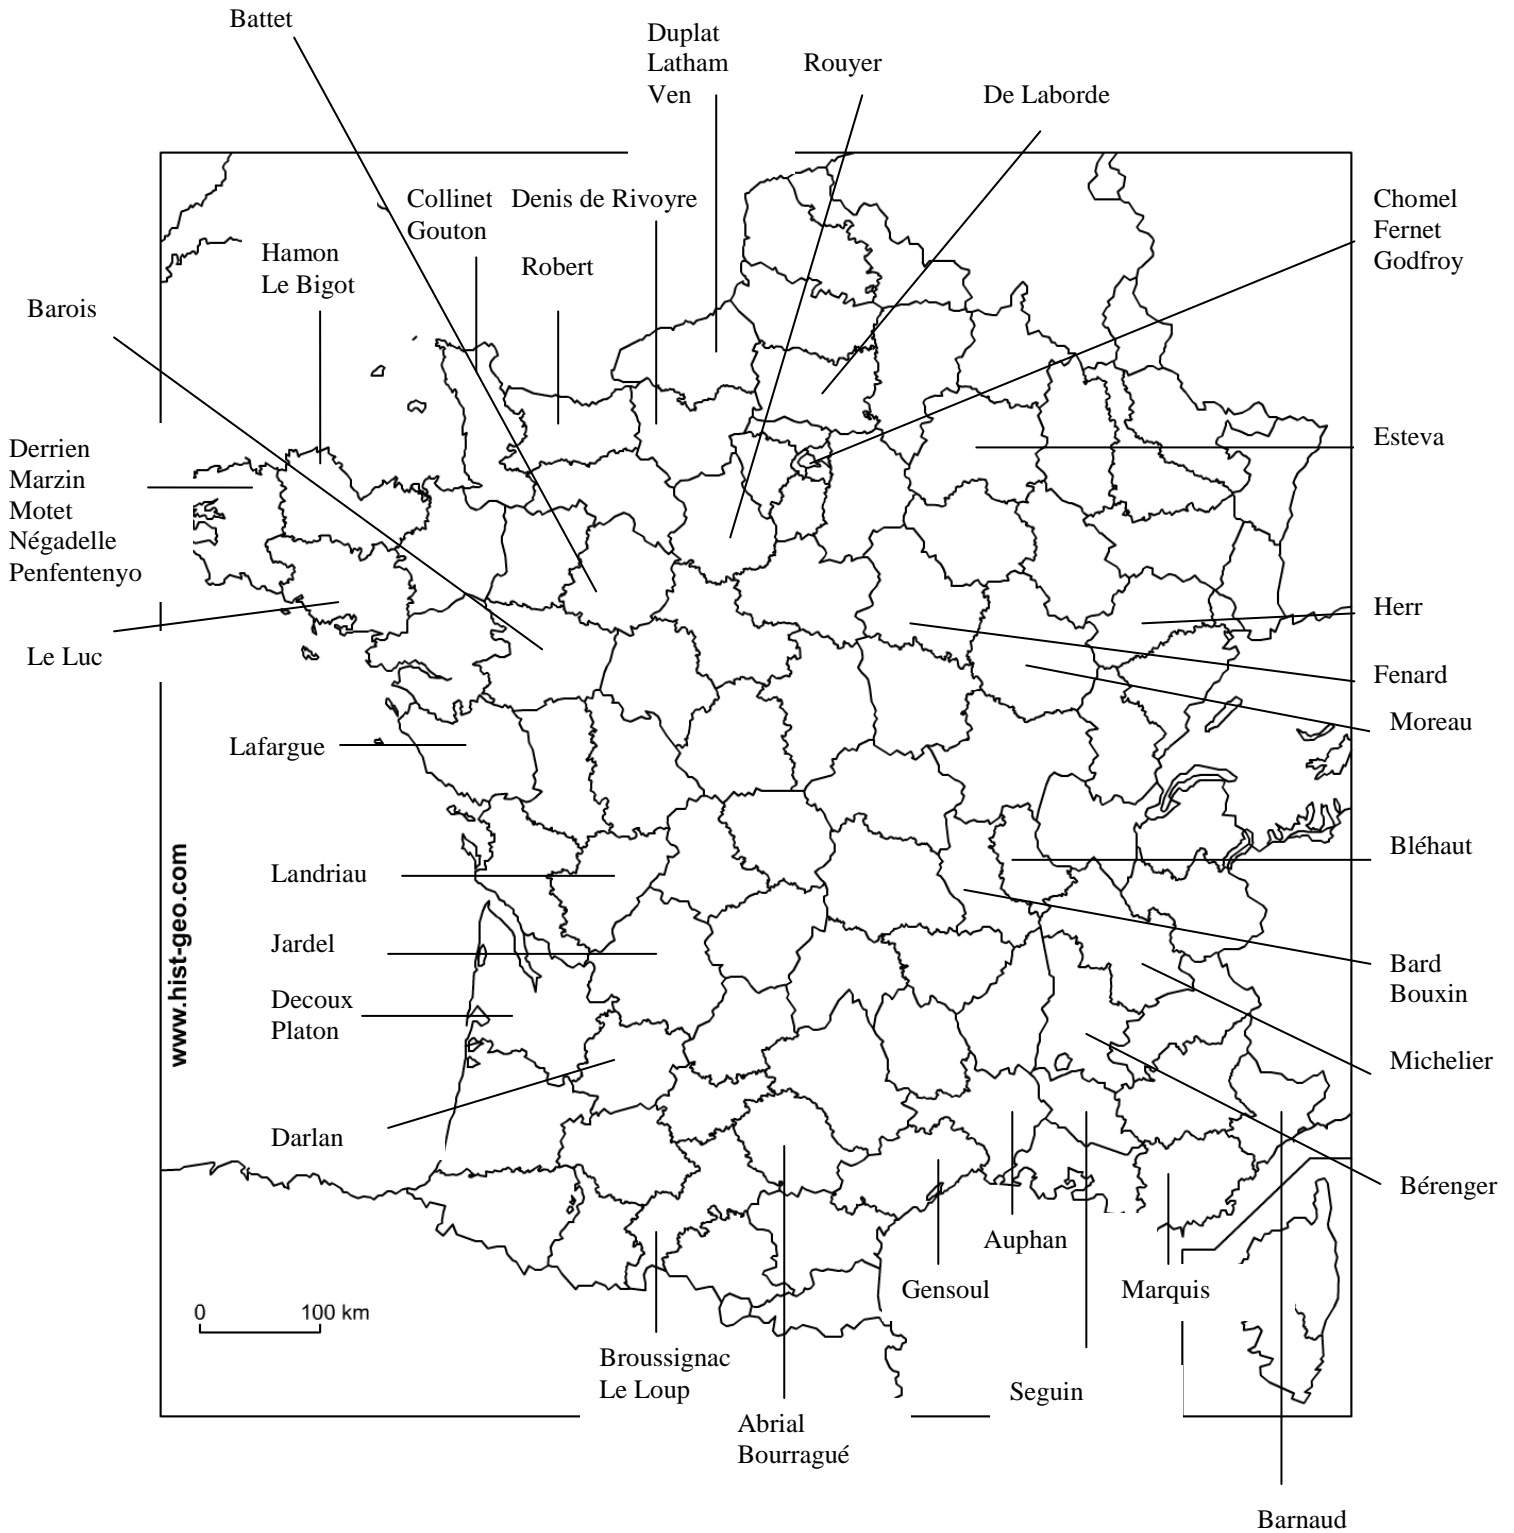 Battet
Duplat
Latham
Ven
Rouyer
De Laborde
Collinet
Gouton
Denis de Rivoyre
Chomel
Fernet
Godfroy
Hamon
Le Bigot
Robert
Barois
Derrien
Marzin
Motet
Négadelle
Penfentenyo
Esteva
Le Luc
Herr
Fenard
Moreau
Lafargue
www.hist-geo.com
Landriau
Bléhaut
Jardel
Bard
Bouxin
Decoux
Platon
Michelier
Darlan
Bérenger
Auphan
Gensoul
Marquis
0 100 km
Broussignac
Le Loup
Seguin
Abrial
Bourragué
Barnaud